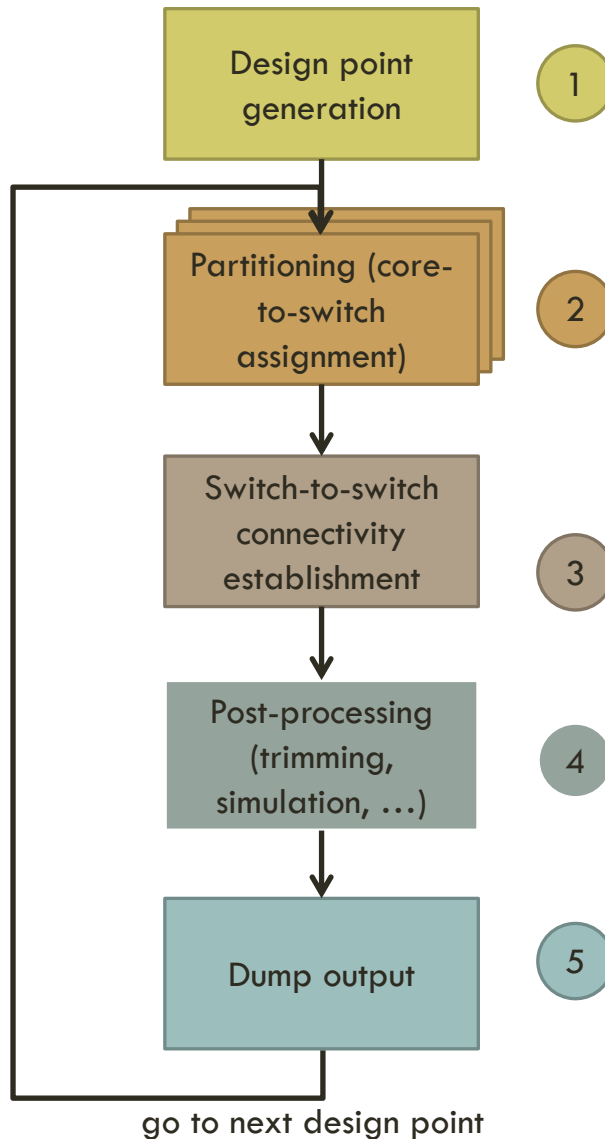 Design point
generation
1
Partitioning (core-
to-switch
assignment)
2
Switch-to-switch
connectivity
establishment
3
Post-processing
(trimming,
simulation, …)
4
Dump output
5
go to next design point